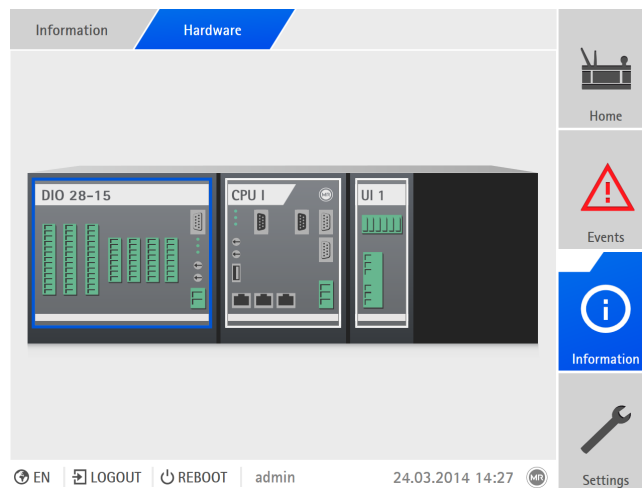 Information
Hardware
Home
DIO 28-15
CPU I
MR
UI 1
Events
Information
EN
LOGOUT
REBOOT
admin
24.03.2014 14:27
MR
Settings